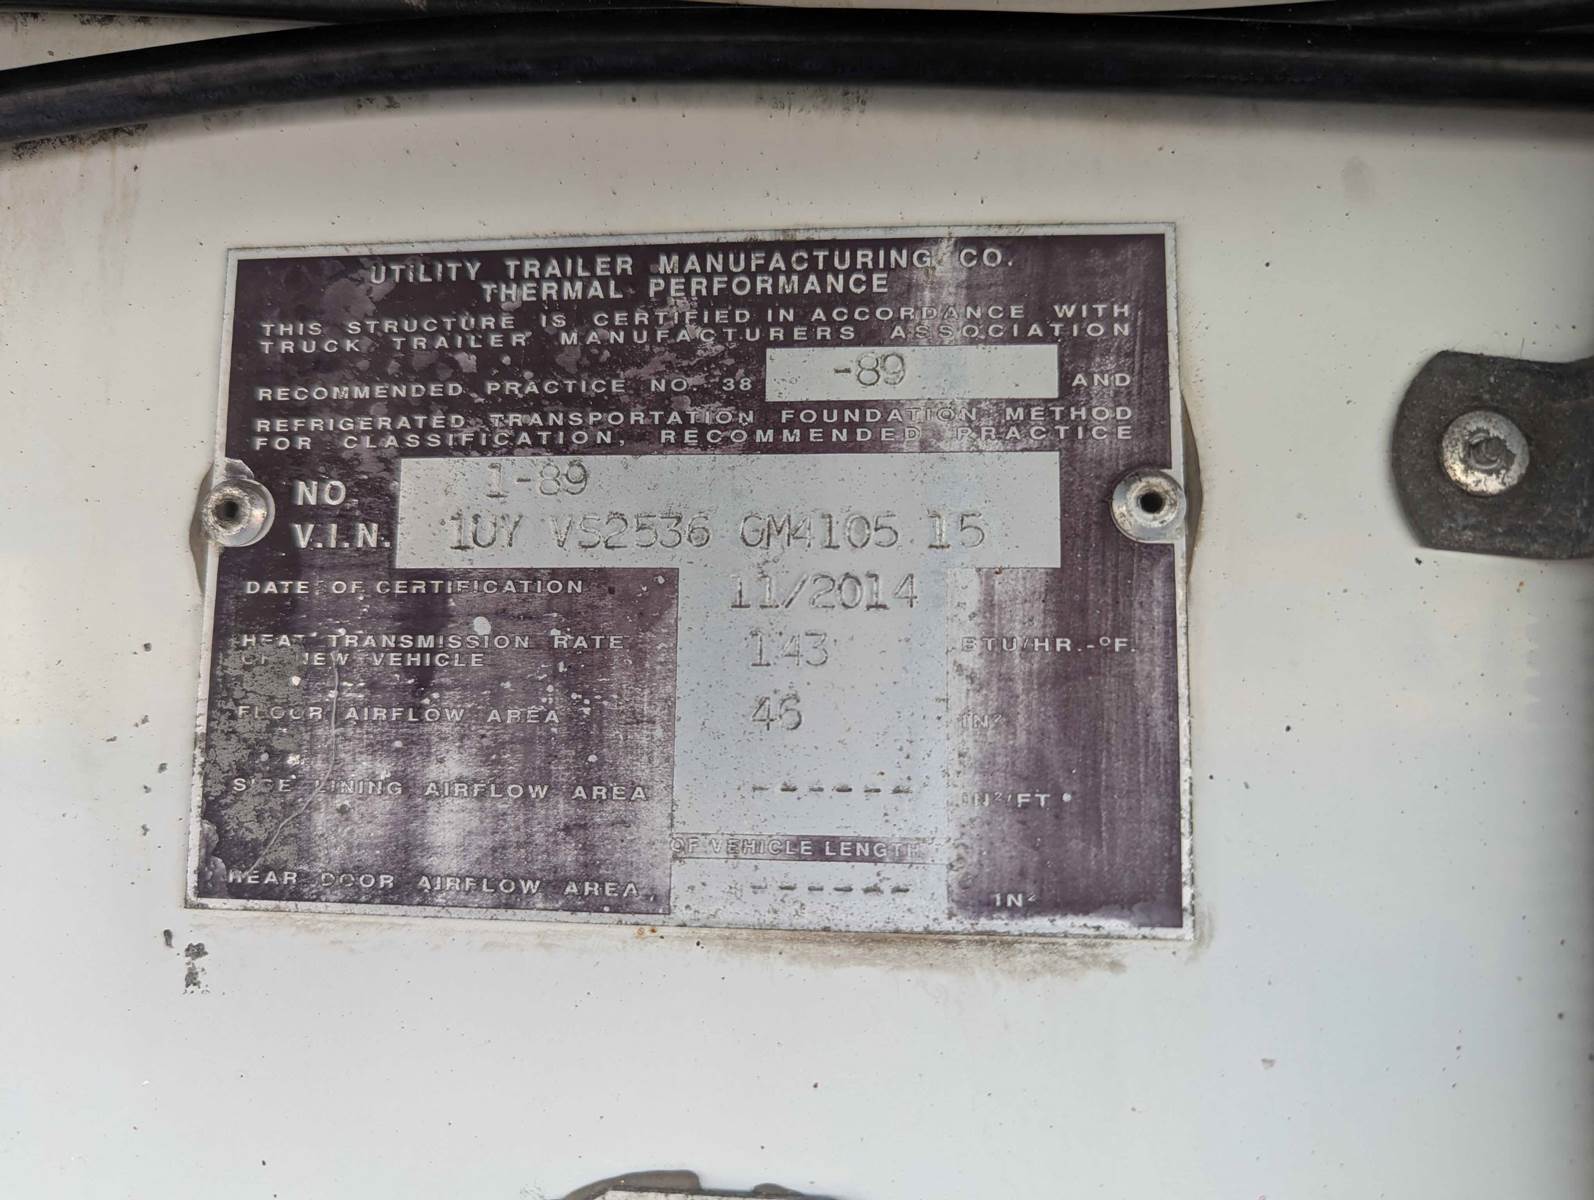 UTILITY TRAILER MANUFACTURING CO.
THERMAL PERFORMANCE
THIS STRUCTURE IS CERTIFIED IN ACCORDANCE WITH
TRUCK TRAILER MANUFACTURERS ASSOCIATION
RECOMMENDED PRACTICE NO. 38 -89 AND
REFRIGERATED TRANSPORTATION FOUNDATION METHOD
FOR CLASSIFICATION, RECOMMENDED PRACTICE
NO. 1-89
V.I.N. 1UY VS2536 GM4105 15
DATE OF CERTIFICATION 11/2014
HEAT TRANSMISSION RATE 143 BTU/HR.-°F.
OF NEW VEHICLE
FLOOR AIRFLOW AREA 46 IN²
SIDE LINING AIRFLOW AREA ------ IN²/FT
OF VEHICLE LENGTH
REAR DOOR AIRFLOW AREA ------ IN²